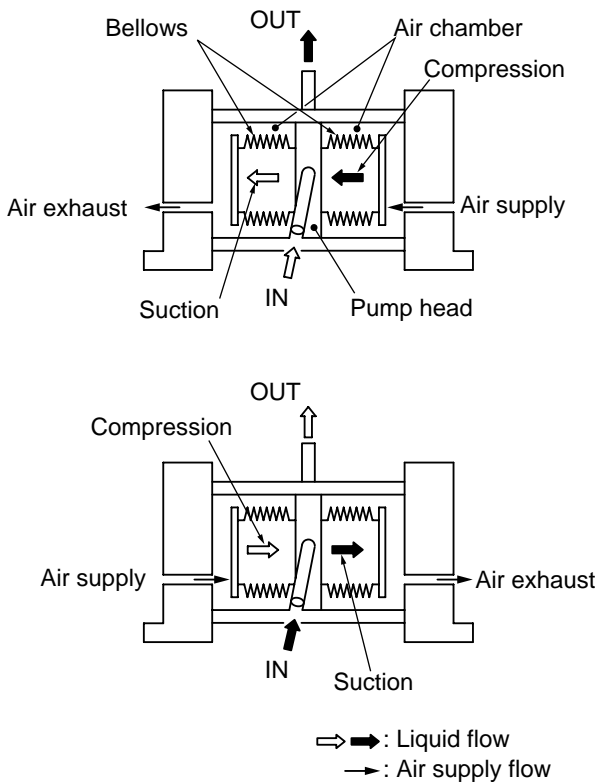 OUT
Bellows
Air chamber
Compression
Air exhaust
Air supply
IN
Suction
Pump head
OUT
Compression
Air supply
Air exhaust
IN
Suction
: Liquid flow
: Air supply flow